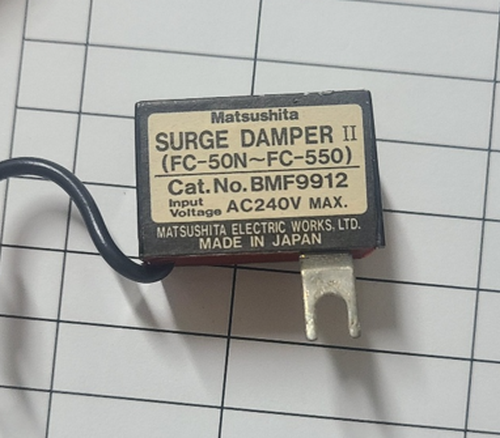 Matsushita
SURGE DAMPER II
(FC-50N~FC-550)
Cat.No.BMF9912
Input Voltage AC240V MAX.
MATSUSHITA ELECTRIC WORKS, LTD.
MADE IN JAPAN